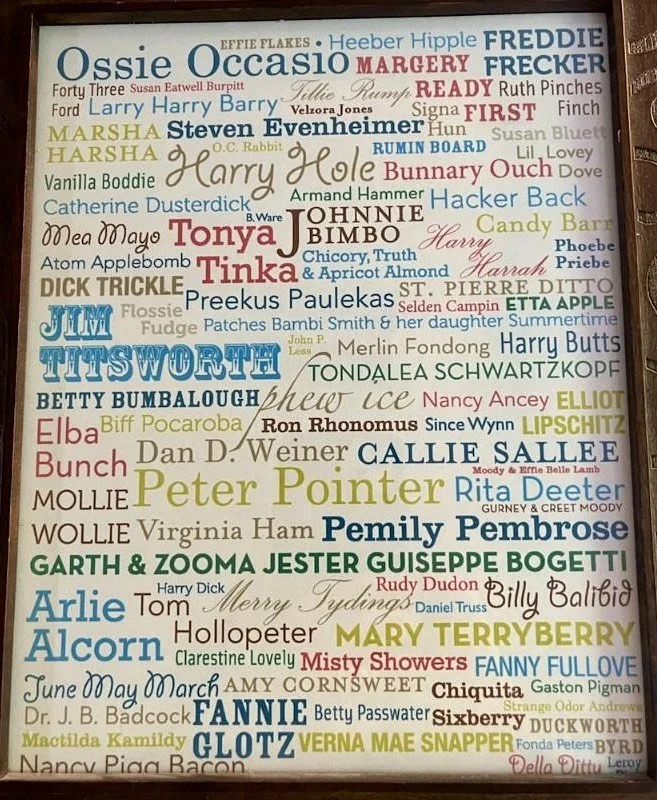 EFFIE FLAKES Heeber Hipple FREDDIE
Ossie Occasio MARGERY FRECKER
Forty Three Susan Eatwell Burpitt Tillie Rump READY Ruth Pinches
Ford Larry Harry Barry Velzora Jones Signa FIRST Finch
MARSHA Steven Evenheimer Hun Susan Bluett
HARSHA O.C. Rabbit RUMIN BOARD Lil. Lovey
Vanilla Boddie Harry Hole Bunnary Ouch Dove
Catherine Dusterdick Armand Hammer Hacker Back
B. Ware JOHNNIE Candy Barr
Mea Mayo Tonya BIMBO Harry Phoebe
Atom Applebomb Tinka Chicory, Truth Harrah Priebe
& Apricot Almond
DICK TRICKLE Preekus Paulekas ST. PIERRE DITTO
Selden Campin ETTA APPLE
JIM Flossie Patches Bambi Smith & her daughter Summertime
Fudge
TITSWORTH John P. Merlin Fondong Harry Butts
Less
TONDALEA SCHWARTZKOPF
BETTY BUMBALOUGH phew ice Nancy Ancey ELLIOT
Elba Biff Pocaroba Ron Rhonomus Since Wynn LIPSCHITZ
Bunch Dan D. Weiner CALLIE SALLEE
Moody & Effie Belle Lamb
MOLLIE Peter Pointer Rita Deeter
GURNEY & CREET MOODY
WOLLIE Virginia Ham Pemily Pembrose
GARTH & ZOOMA JESTER GUISEPPE BOGETTI
Arlie Harry Dick Merry Tydings Rudy Dudon Billy Balibid
Tom Daniel Truss
Alcorn Hollopeter MARY TERRYBERRY
Clarestine Lovely Misty Showers FANNY FULLOVE
June May March AMY CORNSWEET Chiquita Gaston Pigman
Dr. J. B. Badcock FANNIE Betty Passwater Sixberry Strange Odor Andrews
DUCKWORTH
Mactilda Kamildy GLOTZ VERNA MAE SNAPPER Fonda Peters BYRD
Nancy Pigg Bacon Della Dittu Leroy